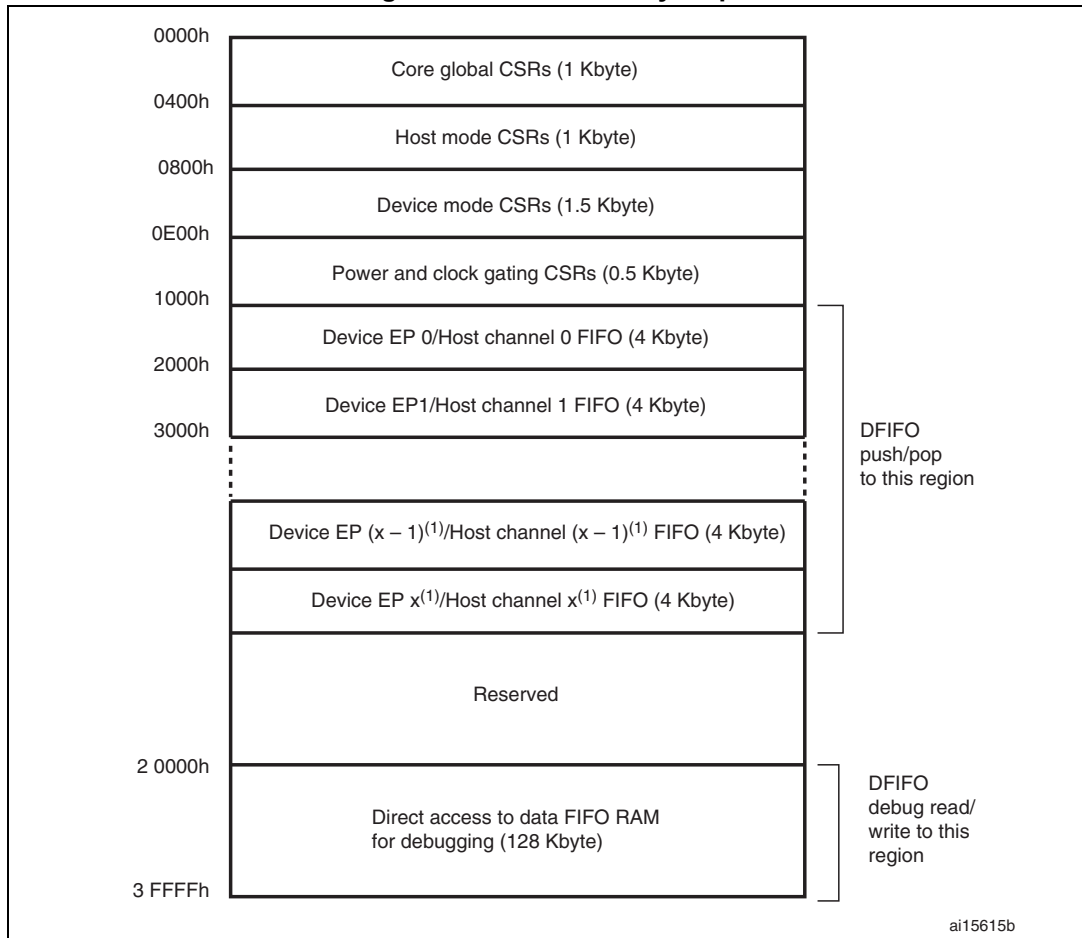 0000h
Core global CSRs (1 Kbyte)
0400h
Host mode CSRs (1 Kbyte)
0800h
Device mode CSRs (1.5 Kbyte)
0E00h
Power and clock gating CSRs (0.5 Kbyte)
1000h
Device EP 0/Host channel 0 FIFO (4 Kbyte)
2000h
Device EP1/Host channel 1 FIFO (4 Kbyte)
3000h
DFIFO
push/pop
to this region
Device EP (x – 1)(1)/Host channel (x – 1)(1) FIFO (4 Kbyte)
Device EP x(1)/Host channel x(1) FIFO (4 Kbyte)
Reserved
2 0000h
DFIFO
debug read/
write to this
region
Direct access to data FIFO RAM
for debugging (128 Kbyte)
3 FFFFh
ai15615b